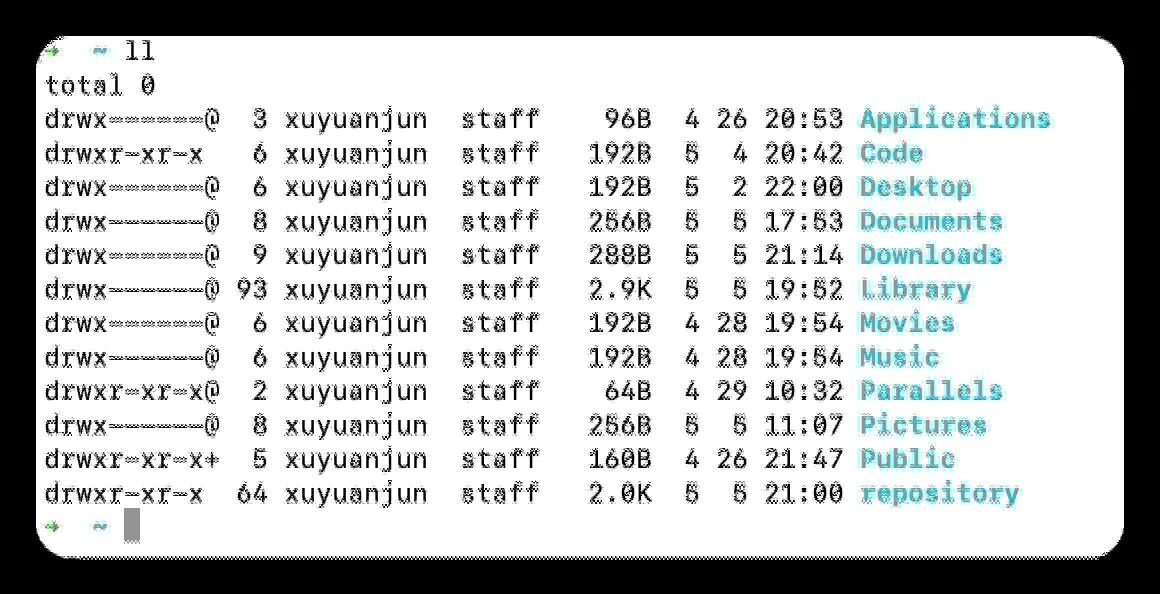 ➜  ~ ll
total 0
drwx------@  3 xuyuanjun  staff    96B  4 26 20:53 Applications
drwxr-xr-x   6 xuyuanjun  staff   192B  5  4 20:42 Code
drwx------@  6 xuyuanjun  staff   192B  5  2 22:00 Desktop
drwx------@  8 xuyuanjun  staff   256B  5  5 17:53 Documents
drwx------@  9 xuyuanjun  staff   288B  5  5 21:14 Downloads
drwx------@ 93 xuyuanjun  staff   2.9K  5  5 19:52 Library
drwx------@  6 xuyuanjun  staff   192B  4 28 19:54 Movies
drwx------@  6 xuyuanjun  staff   192B  4 28 19:54 Music
drwxr-xr-x@  2 xuyuanjun  staff    64B  4 29 10:32 Parallels
drwx------@  8 xuyuanjun  staff   256B  5  5 11:07 Pictures
drwxr-xr-x+  5 xuyuanjun  staff   160B  4 26 21:47 Public
drwxr-xr-x  64 xuyuanjun  staff   2.0K  5  5 21:00 repository
➜  ~